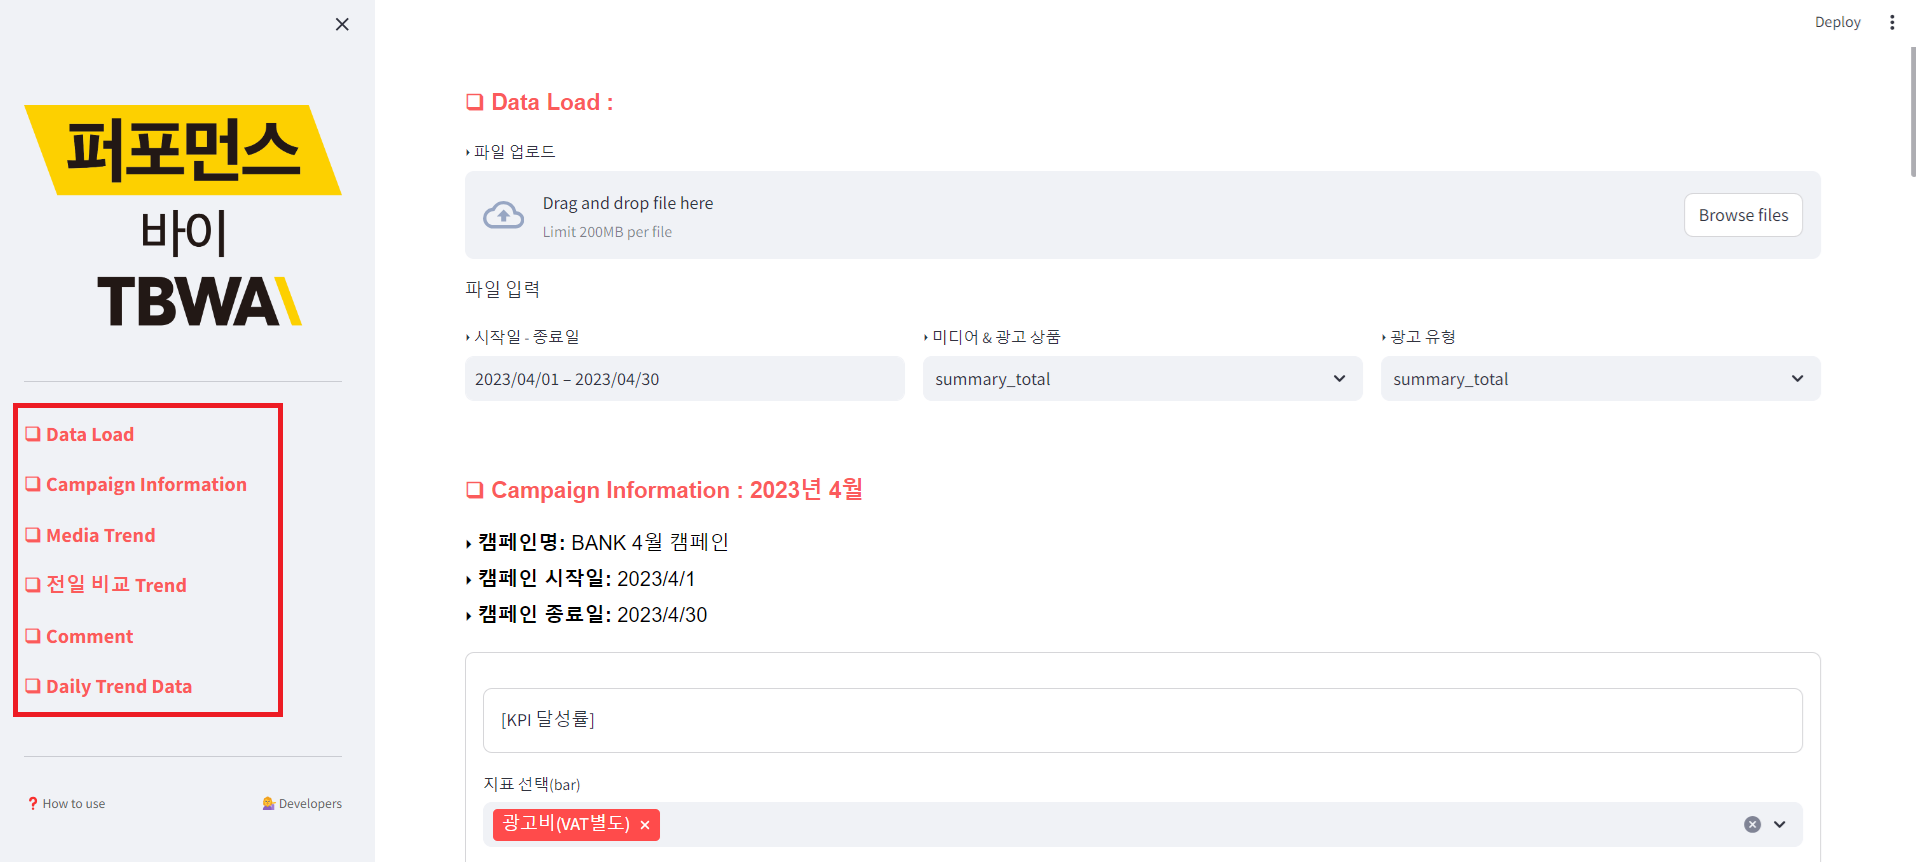 Deploy
퍼포먼스
바이
TBWA
❏ Data Load
❏ Campaign Information
❏ Media Trend
❏ 전일 비교 Trend
❏ Comment
❏ Daily Trend Data
❓ How to use
💁 Developers
❏ Data Load :
파일 업로드
Drag and drop file here
Limit 200MB per file
Browse files
파일 입력
시작일 - 종료일
2023/04/01 – 2023/04/30
미디어 & 광고 상품
summary_total
광고 유형
summary_total
❏ Campaign Information : 2023년 4월
캠페인명: BANK 4월 캠페인
캠페인 시작일: 2023/4/1
캠페인 종료일: 2023/4/30
[KPI 달성률]
지표 선택(bar)
광고비(VAT별도)